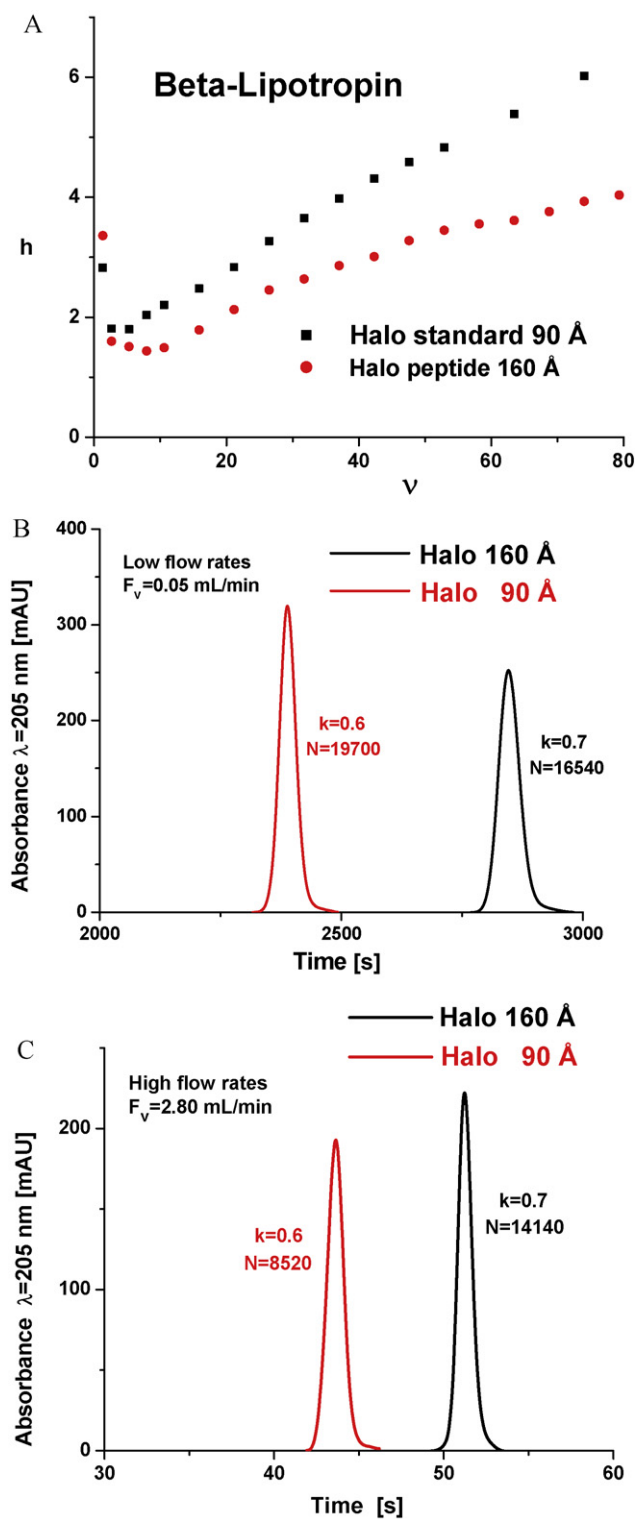 A
Beta-Lipotropin
6
4
2
0
h
Halo standard 90 Å
Halo peptide 160 Å
0 20 40 60 80
ν
B
400
300
200
100
0
Absorbance λ=205 nm [mAU]
Low flow rates
Fv=0.05 mL/min
Halo 160 Å
Halo 90 Å
k=0.6
N=19700
k=0.7
N=16540
2000 2500 3000
Time [s]
C
Halo 160 Å
Halo 90 Å
200
100
0
Absorbance λ=205 nm [mAU]
High flow rates
Fv=2.80 mL/min
k=0.6
N=8520
k=0.7
N=14140
30 40 50 60
Time [s]